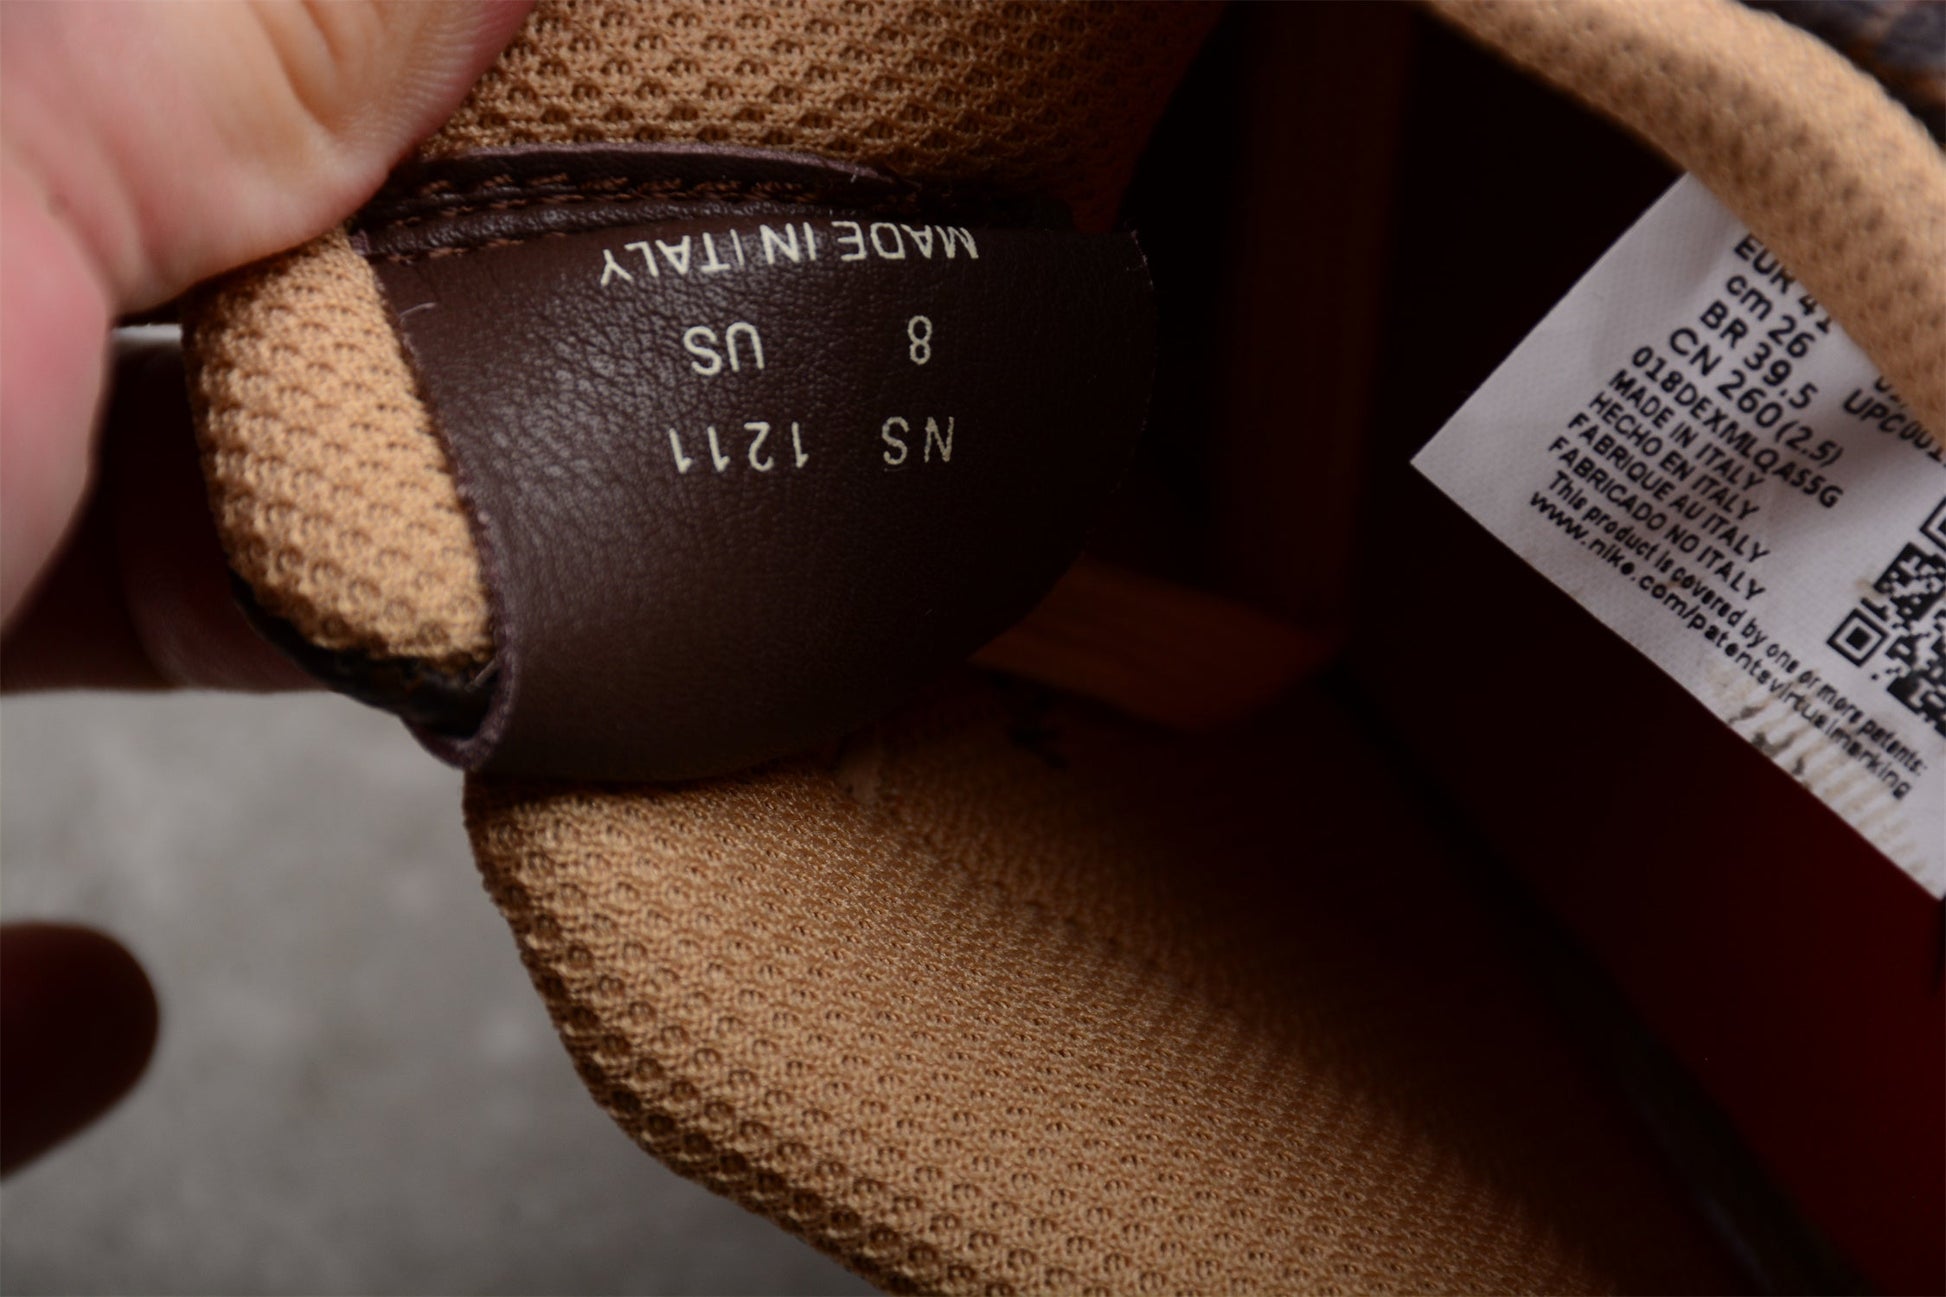 MADE IN ITALY
8 US
NS 1211
EUR 41
cm 26
BR 39.5
CN 260(2.5)
018DEXMLQA55G
MADE IN ITALY
HECHO EN ITALY
FABRIQUE AU ITALY
FABRICADO NO ITALY
This product is covered by one or more patents:
www.nike.com/patentsvirtualmarking